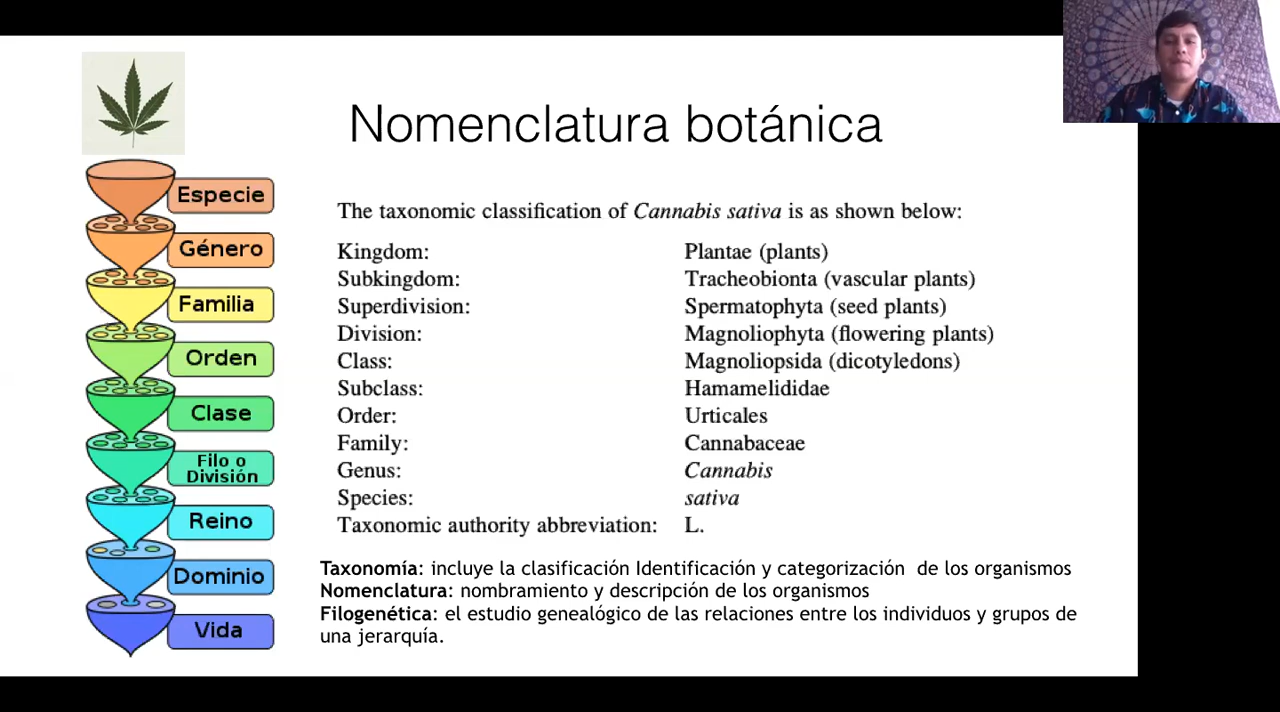 Nomenclatura botánica
Especie
Género
Familia
Orden
Clase
Filo o
División
Reino
Dominio
Vida
The taxonomic classification of Cannabis sativa is as shown below:
Kingdom: Plantae (plants)
Subkingdom: Tracheobionta (vascular plants)
Superdivision: Spermatophyta (seed plants)
Division: Magnoliophyta (flowering plants)
Class: Magnoliopsida (dicotyledons)
Subclass: Hamamelididae
Order: Urticales
Family: Cannabaceae
Genus: Cannabis
Species: sativa
Taxonomic authority abbreviation: L.
Taxonomía: incluye la clasificación Identificación y categorización de los organismos
Nomenclatura: nombramiento y descripción de los organismos
Filogenética: el estudio genealógico de las relaciones entre los individuos y grupos de
una jerarquía.